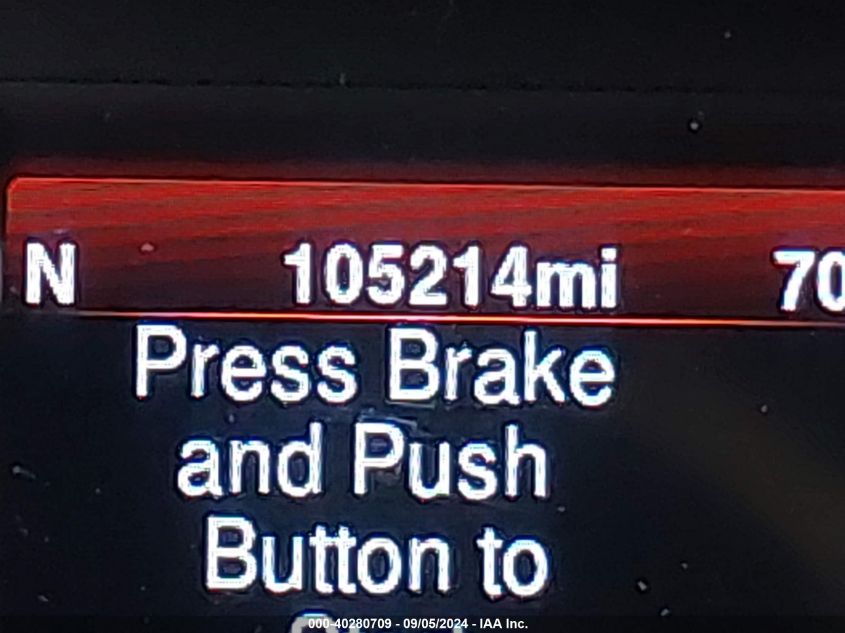 N 105214mi 70
Press Brake
and Push
Button to
000-40280709 - 09/05/2024 - IAA Inc.